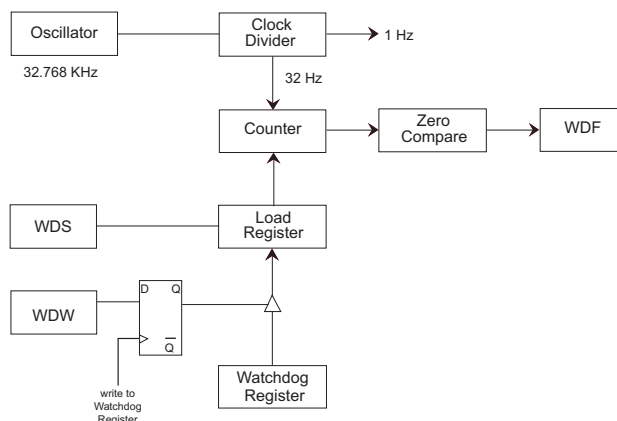 Oscillator
Clock
Divider
1 Hz
32.768 KHz
32 Hz
Counter
Zero
Compare
WDF
WDS
Load
Register
D Q
WDW
Q
write to
Watchdog
Register
Watchdog
Register